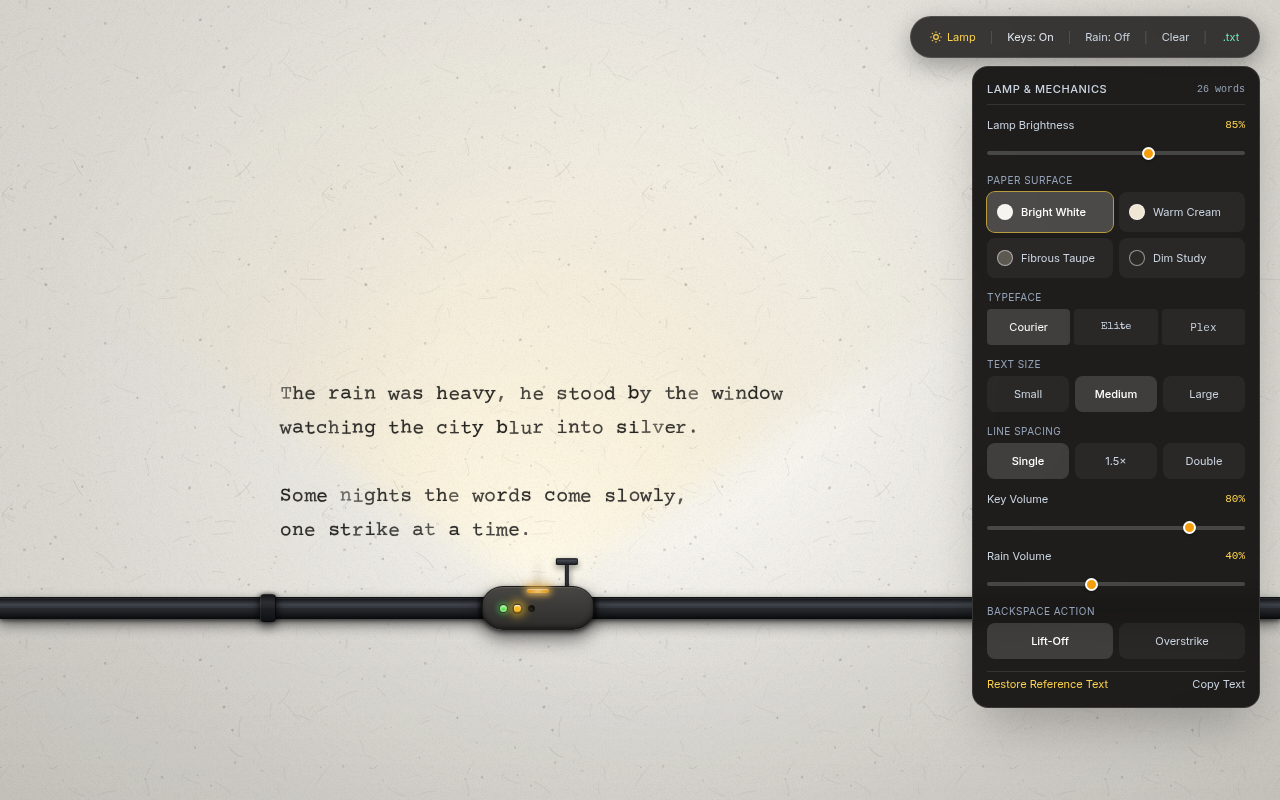 Lamp
Keys: On
Rain: Off
Clear
.txt
LAMP & MECHANICS
26 words
Lamp Brightness
85%
PAPER SURFACE
Bright White
Warm Cream
Fibrous Taupe
Dim Study
TYPEFACE
Courier
Elite
Plex
TEXT SIZE
Small
Medium
Large
LINE SPACING
Single
1.5×
Double
Key Volume
80%
Rain Volume
40%
BACKSPACE ACTION
Lift-Off
Overstrike
Restore Reference Text
Copy Text
The rain was heavy, he stood by the window
watching the city blur into silver.
Some nights the words come slowly,
one strike at a time.